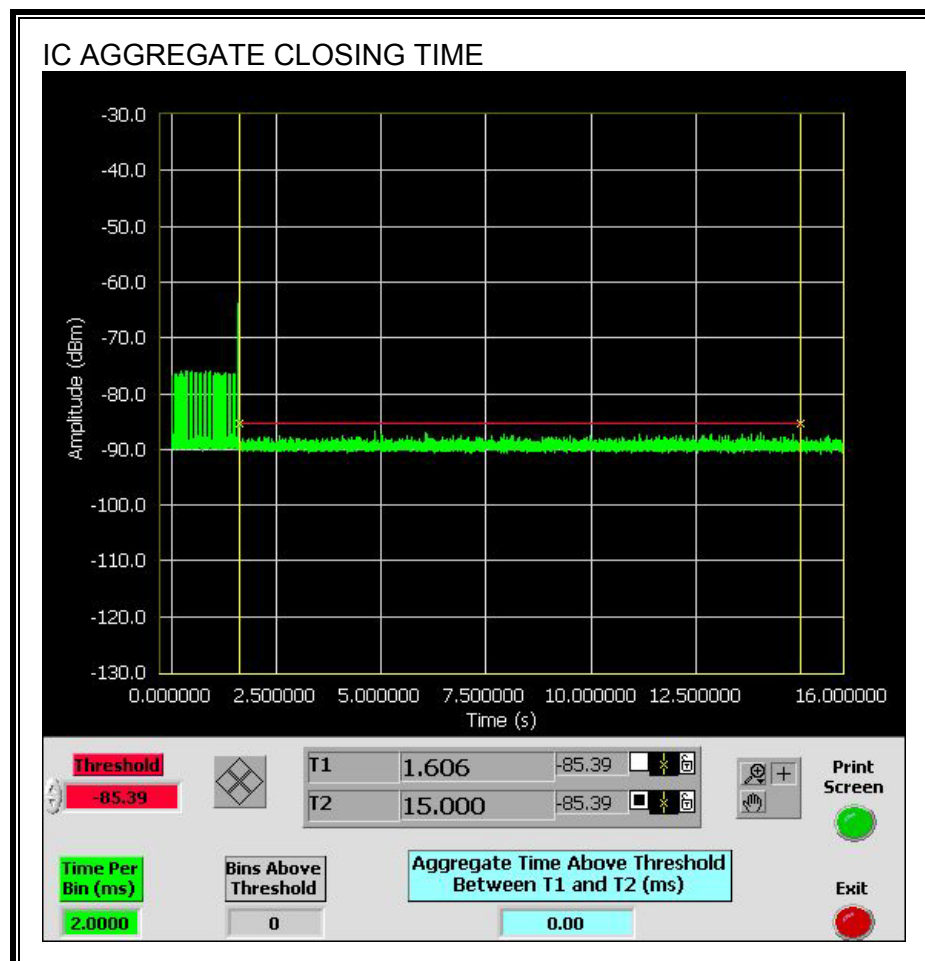 IC AGGREGATE CLOSING TIME
-30.0
-40.0
-50.0
-60.0
-70.0
-80.0
-90.0
-100.0
-110.0
-120.0
-130.0
Amplitude (dBm)
0.000000 2.500000 5.000000 7.500000 10.000000 12.500000 16.000000
Time (s)
Threshold
-85.39
T1 1.606 -85.39
T2 15.000 -85.39
Print
Screen
Time Per
Bin (ms)
2.0000
Bins Above
Threshold
0
Aggregate Time Above Threshold
Between T1 and T2 (ms)
0.00
Exit